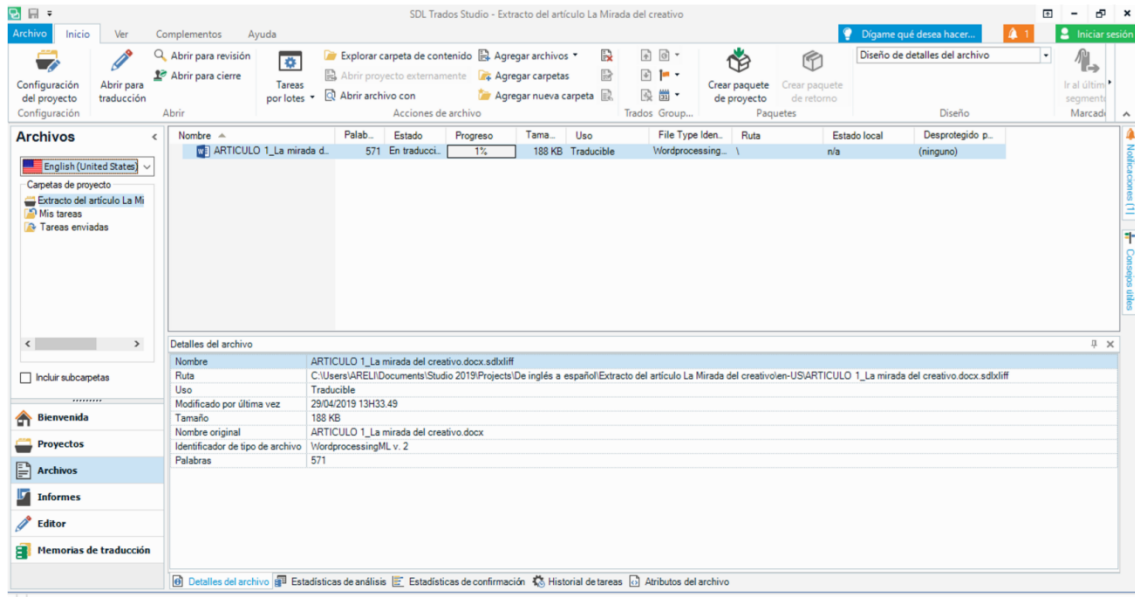 SDL Trados Studio - Extracto del artículo La Mirada del creativo
Archivo Inicio Ver Complementos Ayuda Dígame qué desea hacer... 1 Iniciar sesión
Configuración del proyecto
Abrir para traducción
Abrir para revisión
Abrir para cierre
Tareas por lotes
Explorar carpeta de contenido
Abrir proyecto externamente
Abrir archivo con
Agregar archivos
Agregar carpetas
Agregar nueva carpeta
Crear paquete de proyecto
Crear paquete de retorno
Diseño de detalles del archivo
Ir al últim
segment
Configuración Abrir Acciones de archivo Trados Group... Paquetes Diseño Marcad
Archivos
English (United States)
Carpetas de proyecto
Extracto del artículo La Mi
Mis tareas
Tareas enviadas
Incluir subcarpetas
Bienvenida
Proyectos
Archivos
Informes
Editor
Memorias de traducción
Nombre Palab... Estado Progreso Tama... Uso File Type Iden.. Ruta Estado local Desprotegido p...
ARTICULO 1_La mirada d.. 571 En traducci.. 1% 188 KB Traducible Wordprocessing... \ n/a (ninguno)
Detalles del archivo
Nombre ARTICULO 1_La mirada del creativo.docx.sdlxliff
Ruta C:\Users\ARELI\Documents\Studio 2019\Projects\De inglés a español\Extracto del artículo La Mirada del creativo\en-US\ARTICULO 1_La mirada del creativo.docx.sdlxliff
Uso Traducible
Modificado por última vez 29/04/2019 13H33.49
Tamaño 188 KB
Nombre original ARTICULO 1_La mirada del creativo.docx
Identificador de tipo de archivo WordprocessingML v. 2
Palabras 571
Detalles del archivo Estadísticas de análisis Estadísticas de confirmación Historial de tareas Atributos del archivo
Notificaciones (1)
Consejos útiles